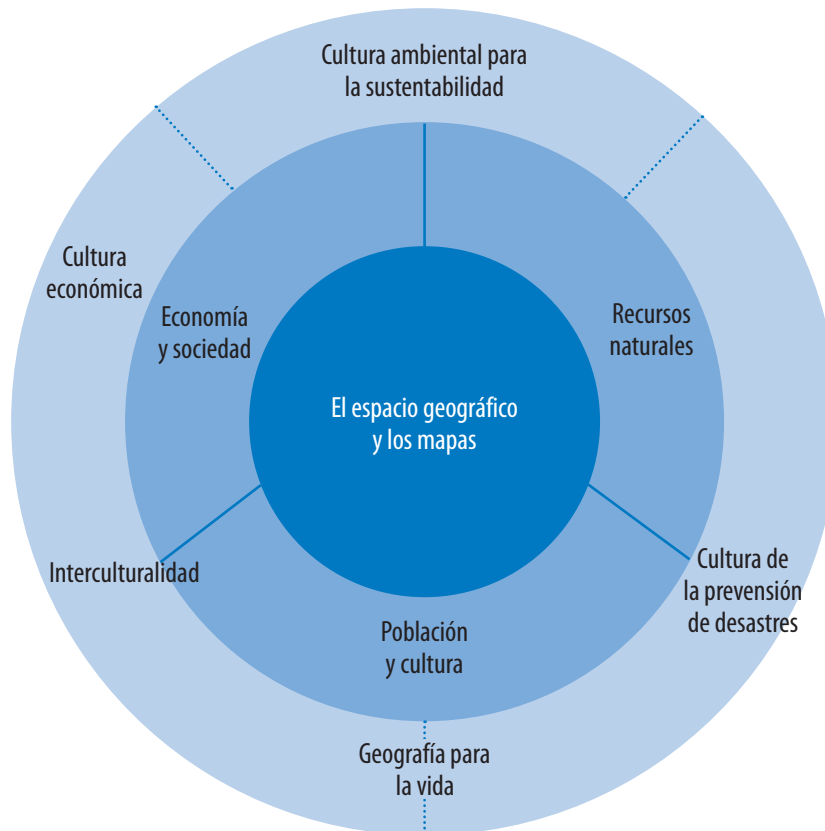 Cultura ambiental para
la sustentabilidad
Cultura
económica
Economía
y sociedad
Recursos
naturales
El espacio geográfico
y los mapas
Interculturalidad
Cultura de
la prevensión
de desastres
Población
y cultura
Geografía para
la vida